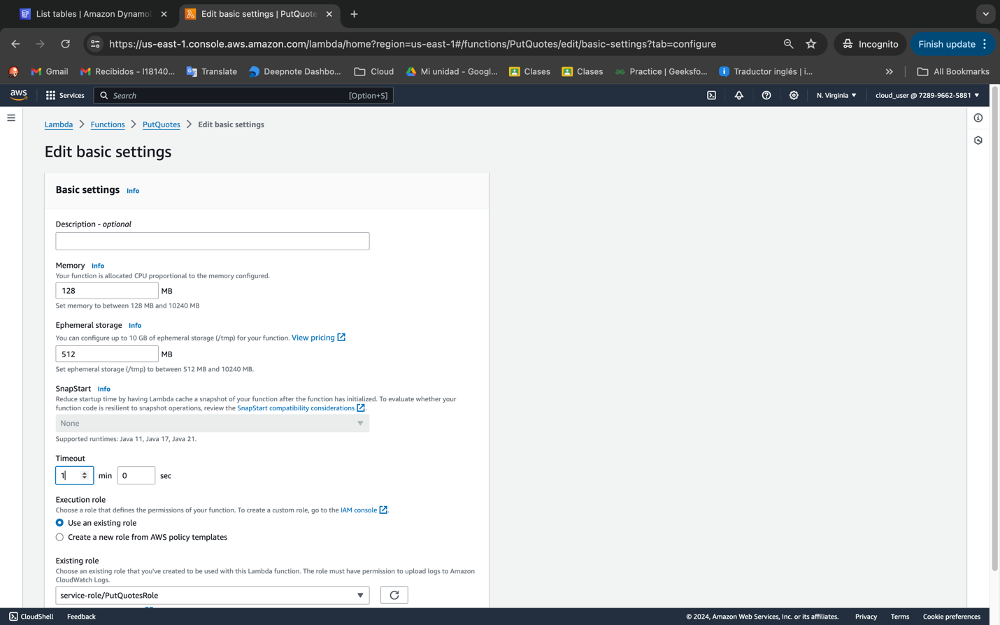 List tables | Amazon Dynamo
Edit basic settings | PutQuote
https://us-east-1.console.aws.amazon.com/lambda/home?region=us-east-1#/functions/PutQuotes/edit/basic-settings?tab=configure
Incognito
Finish update
Gmail
Recibidos - l18140...
Translate
Deepnote Dashbo...
Cloud
Mi unidad - Googl...
Clases
Clases
Practice | Geeksfo...
Traductor inglés | i...
All Bookmarks
aws
Services
Search
[Option+S]
N. Virginia
cloud_user @ 7289-9662-5881
Lambda > Functions > PutQuotes > Edit basic settings
Edit basic settings
Basic settings Info
Description - optional
Memory Info
Your function is allocated CPU proportional to the memory configured.
128 MB
Set memory to between 128 MB and 10240 MB
Ephemeral storage Info
You can configure up to 10 GB of ephemeral storage (/tmp) for your function. View pricing
512 MB
Set ephemeral storage (/tmp) to between 512 MB and 10240 MB.
SnapStart Info
Reduce startup time by having Lambda cache a snapshot of your function after the function has initialized. To evaluate whether your
function code is resilient to snapshot operations, review the SnapStart compatibility considerations.
None
Supported runtimes: Java 11, Java 17, Java 21.
Timeout
1 min 0 sec
Execution role
Choose a role that defines the permissions of your function. To create a custom role, go to the IAM console.
Use an existing role
Create a new role from AWS policy templates
Existing role
Choose an existing role that you've created to be used with this Lambda function. The role must have permission to upload logs to Amazon
CloudWatch Logs.
service-role/PutQuotesRole
CloudShell
Feedback
© 2024, Amazon Web Services, Inc. or its affiliates.
Privacy
Terms
Cookie preferences